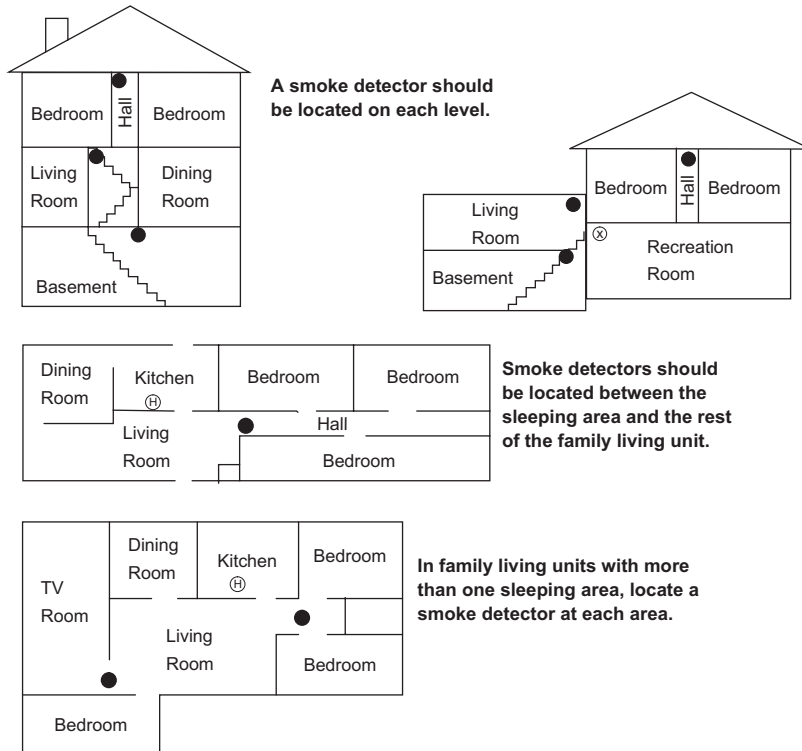 A smoke detector should
be located on each level.
Bedroom
Hall
Bedroom
Living
Room
Dining
Room
Basement
Bedroom
Hall
Bedroom
Living
Room
X
Recreation
Room
Basement
Dining
Room
Kitchen
H
Bedroom
Bedroom
Living
Room
Hall
Bedroom
Smoke detectors should
be located between the
sleeping area and the rest
of the family living unit.
TV
Room
Dining
Room
Kitchen
H
Bedroom
Living
Room
Bedroom
Bedroom
In family living units with more
than one sleeping area, locate a
smoke detector at each area.